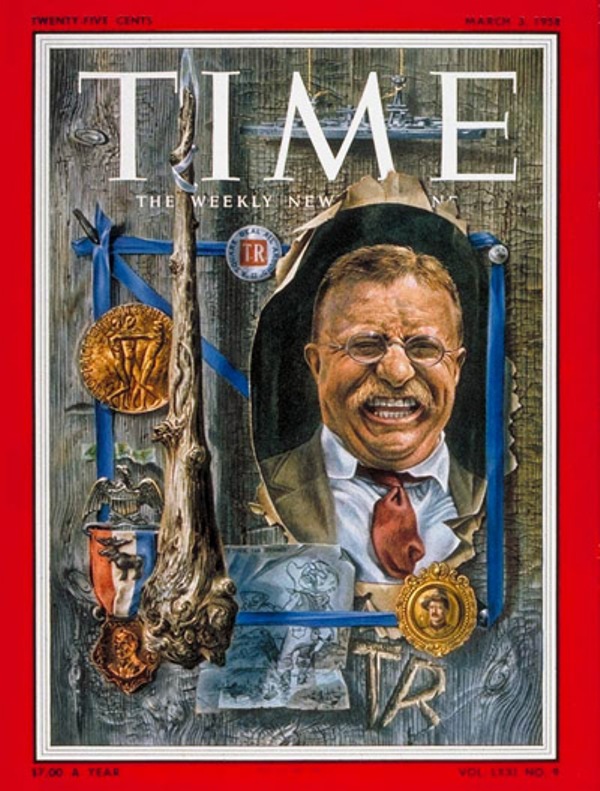 TWENTY-FIVE CENTS
MARCH 3, 1958
TIME
THE WEEKLY NEW
TR
TR
$7.00 A YEAR
VOL. LXXI NO. 9